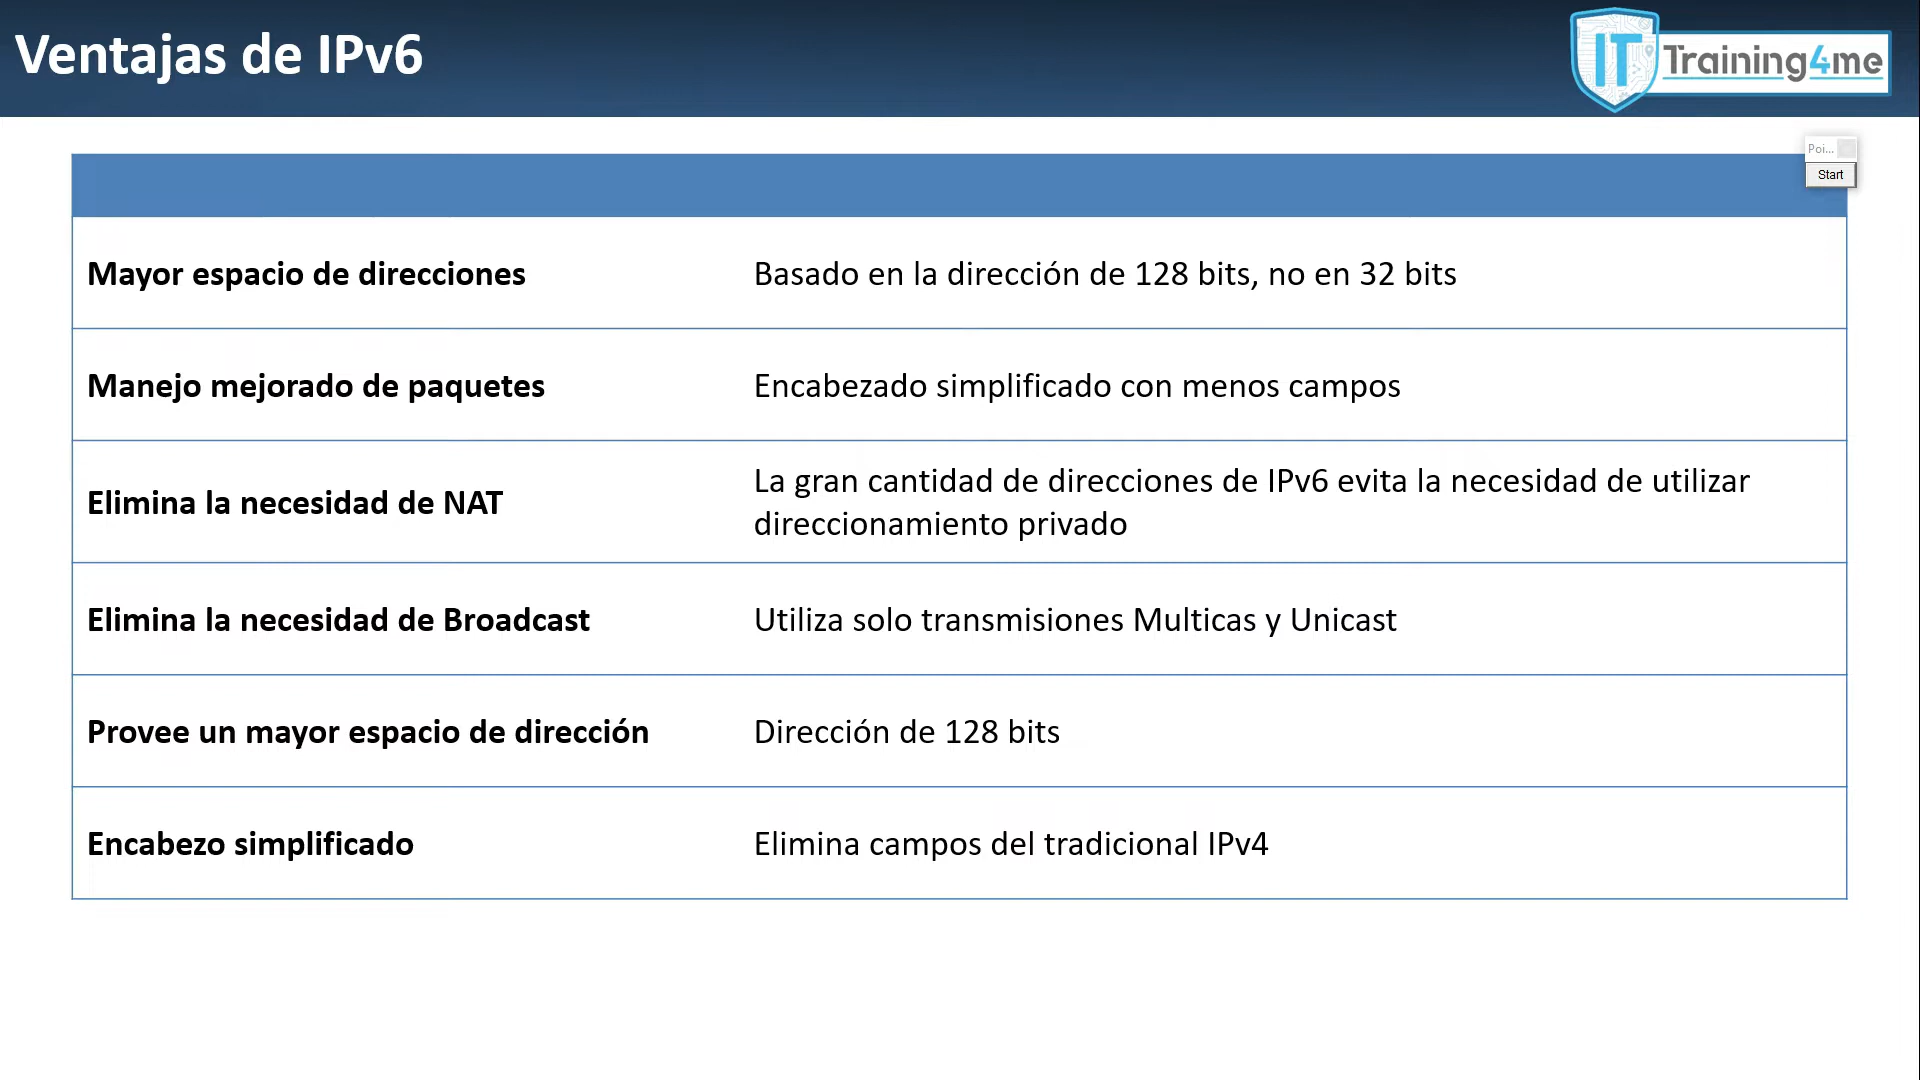 Ventajas de IPv6
IT Training4me
Poi...
Start
Mayor espacio de direcciones
Basado en la dirección de 128 bits, no en 32 bits
Manejo mejorado de paquetes
Encabezado simplificado con menos campos
Elimina la necesidad de NAT
La gran cantidad de direcciones de IPv6 evita la necesidad de utilizar
direccionamiento privado
Elimina la necesidad de Broadcast
Utiliza solo transmisiones Multicas y Unicast
Provee un mayor espacio de dirección
Dirección de 128 bits
Encabezo simplificado
Elimina campos del tradicional IPv4